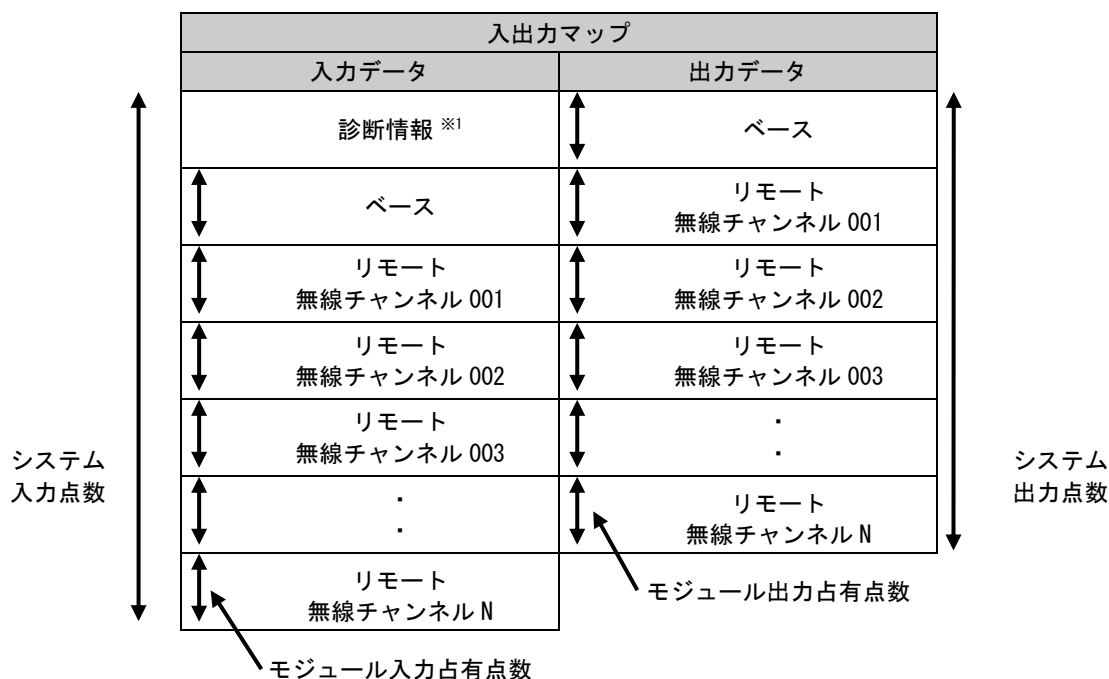 入出力マップ
入力データ
出力データ
診断情報 ※1
ベース
ベース
リモート
無線チャンネル 001
リモート
無線チャンネル 001
リモート
無線チャンネル 002
リモート
無線チャンネル 002
リモート
無線チャンネル 003
リモート
無線チャンネル 003
・
・
・
・
リモート
無線チャンネル N
リモート
無線チャンネル N
システム
入力点数
システム
出力点数
モジュール出力占有点数
モジュール入力占有点数